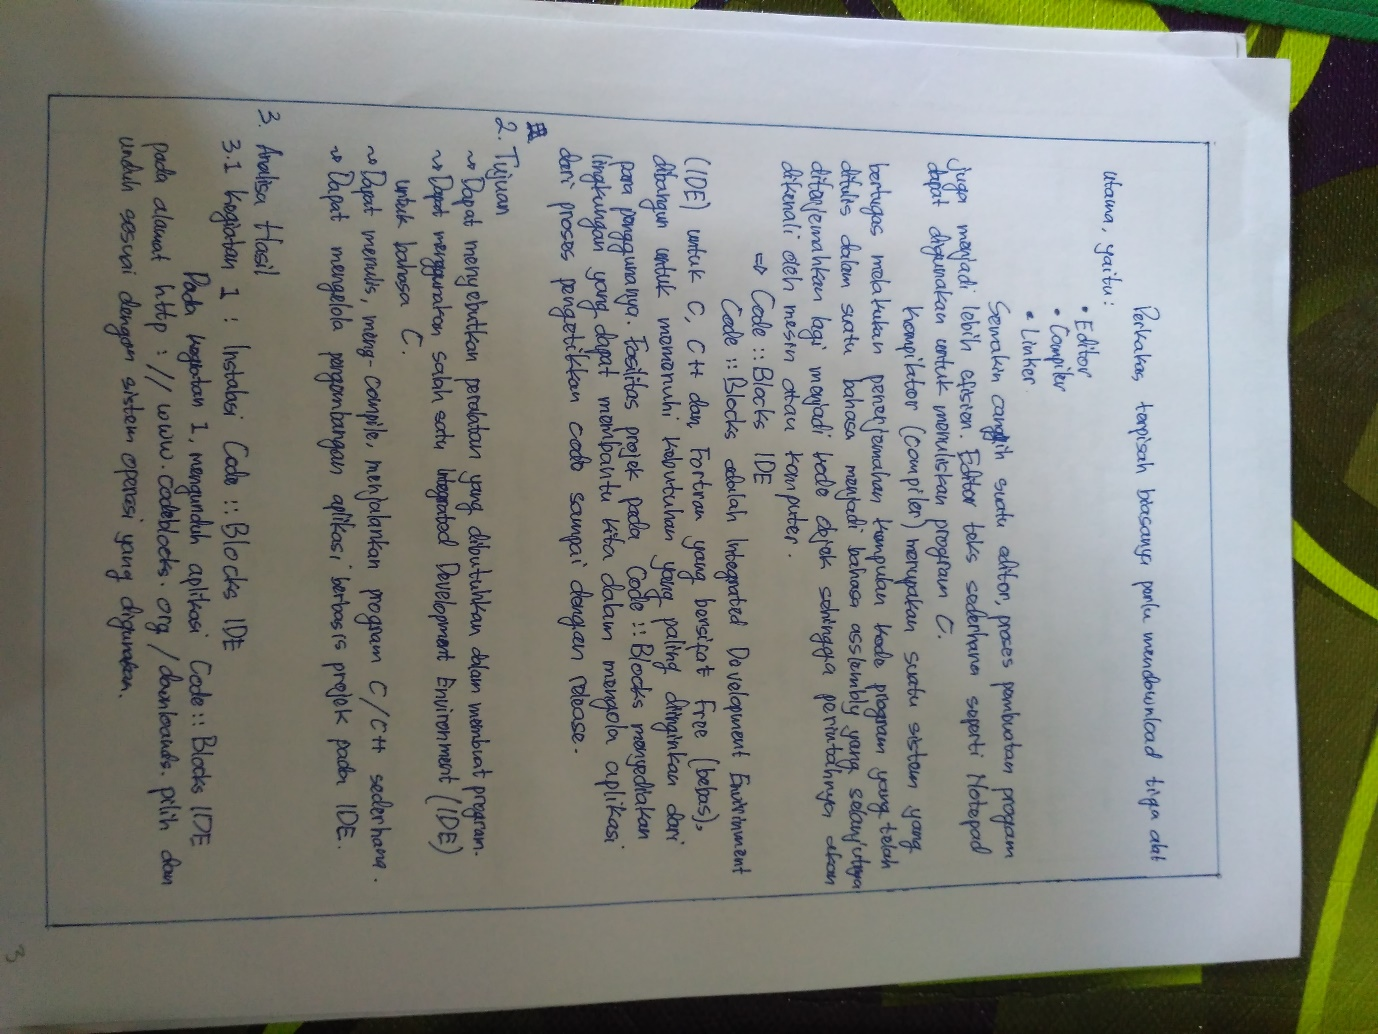 Perkakas terpisah biasanya perlu mendownload tiga alat
utama, yaitu:
• Editor
• Compiler
• Linker
Semakin canggih suatu editor, proses pembuatan program
juga menjadi lebih efisien. Editor teks sederhana seperti Notepad
dapat digunakan untuk menuliskan program C.
Kompilator (compiler) merupakan suatu sistem yang
bertugas melakukan penerjemahan kumpulan kode program yang telah
ditulis dalam suatu bahasa menjadi bahasa assembly yang selanjutnya
diterjemahkan lagi menjadi kode objek sehingga perintahnya akan
dikenali oleh mesin atau komputer.
⇒ Code :: Blocks IDE
Code :: Blocks adalah Integrated Development Envirinment
(IDE) untuk C, C++ dan Fortran yang bersifat Free (bebas),
dibangun untuk memenuhi kebutuhan yang paling diinginkan dari
para penggunanya. Fasilitas projek pada Code :: Blocks menyediakan
lingkungan yang dapat membantu kita dalam mengola aplikasi
dari proses pengetikkan code sampai dengan release.
2. Tujuan
~> Dapat menyebutkan peralatan yang dibutuhkan dalam membuat program.
~> Dapat menggunakan salah satu Integrated Development Environment (IDE)
untuk bahasa C.
~> Dapat menulis, meng-compile, menjalankan program C/C++ sederhana.
~> Dapat mengelola pengembangan aplikasi berbasis projek pada IDE.
3. Analisa Hasil
3.1 Kegiatan 1 : Instalasi Code :: Blocks IDE
Pada kegiatan 1, mengunduh aplikasi Code :: Blocks IDE
pada alamat http : // www. codeblocks. org / downloads. pilih dan
unduh sesuai dengan sistem operasi yang digunakan.
3